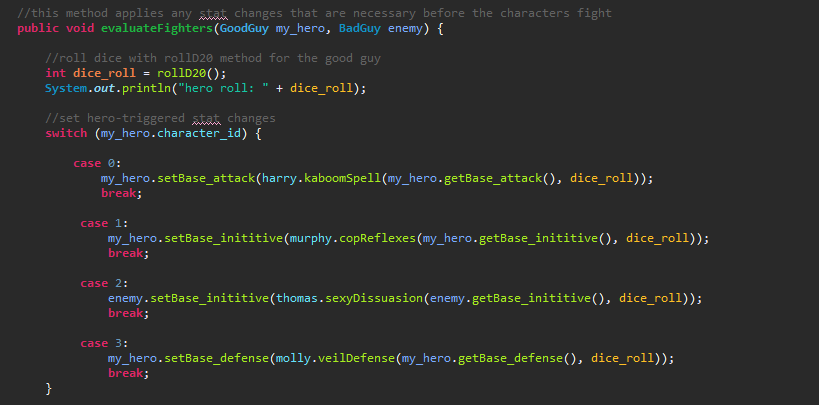 //this method applies any stat changes that are necessary before the characters fight
public void evaluateFighters(GoodGuy my_hero, BadGuy enemy) {
//roll dice with rollD20 method for the good guy
int dice_roll = rollD20();
System.out.println("hero roll: " + dice_roll);
//set hero-triggered stat changes
switch (my_hero.character_id) {
case 0:
my_hero.setBase_attack(harry.kaboomSpell(my_hero.getBase_attack(), dice_roll));
break;
case 1:
my_hero.setBase_inititive(murphy.copReflexes(my_hero.getBase_inititive(), dice_roll));
break;
case 2:
enemy.setBase_inititive(thomas.sexyDissuasion(enemy.getBase_inititive(), dice_roll));
break;
case 3:
my_hero.setBase_defense(molly.veilDefense(my_hero.getBase_defense(), dice_roll));
break;
}